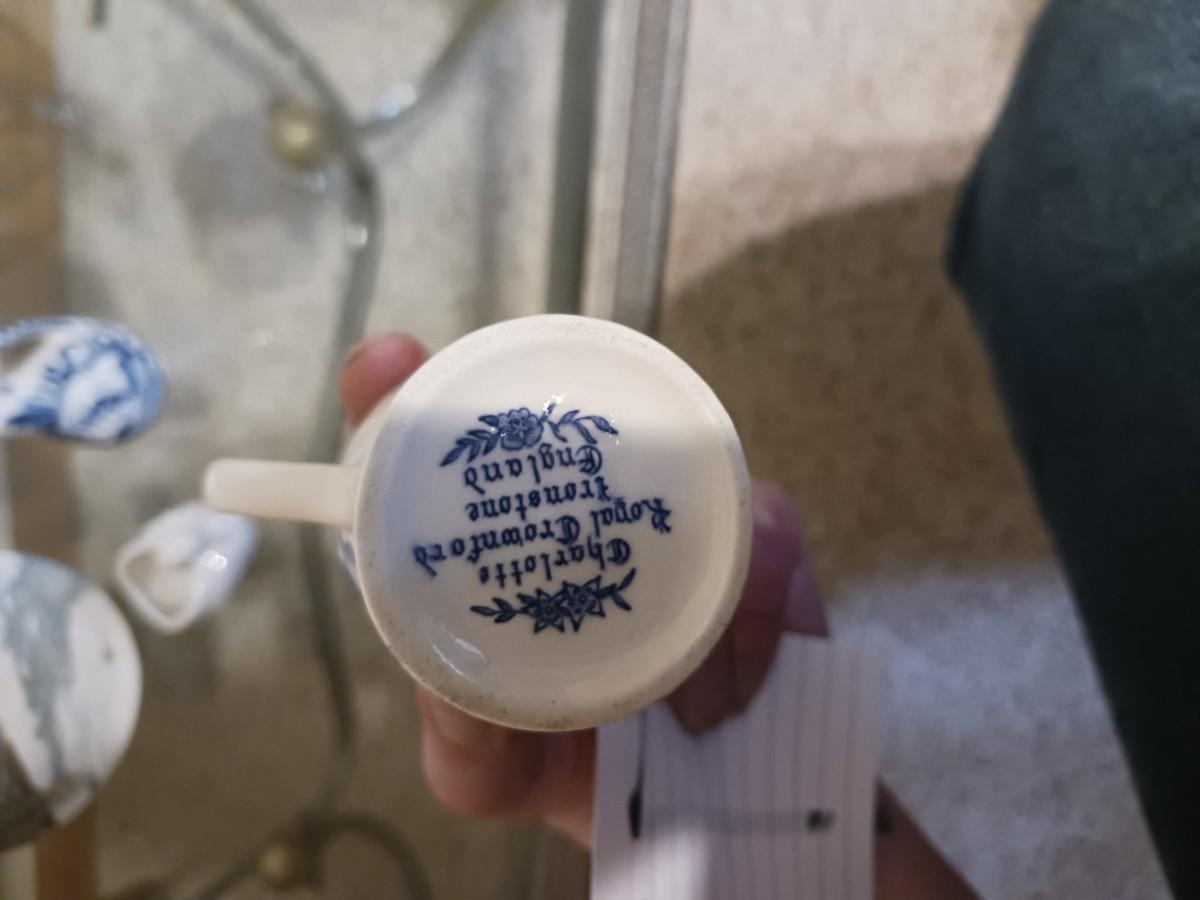 Charlotte
Royal Crownford
Ironstone
England